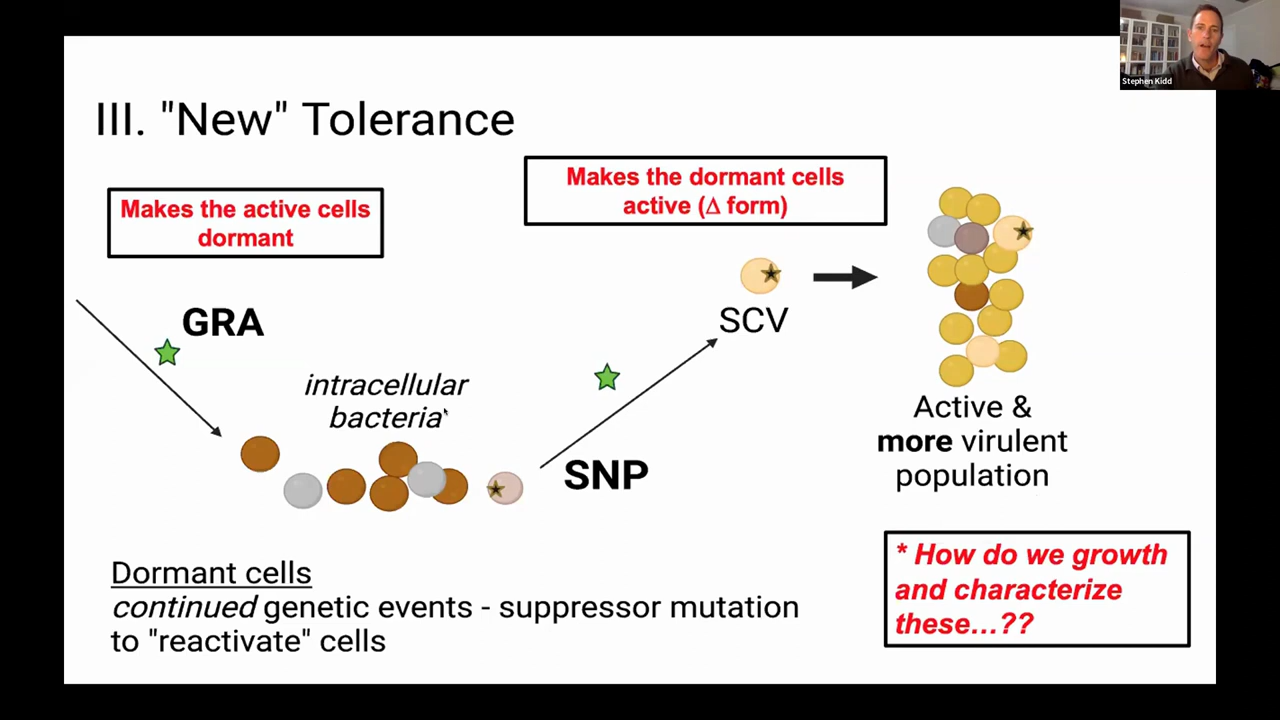 Stephen Kidd
III. "New" Tolerance
Makes the active cells
dormant
Makes the dormant cells
active (Δ form)
GRA
SCV
intracellular
bacteria
SNP
Active &
more virulent
population
Dormant cells
continued genetic events - suppressor mutation
to "reactivate" cells
* How do we growth
and characterize
these...??